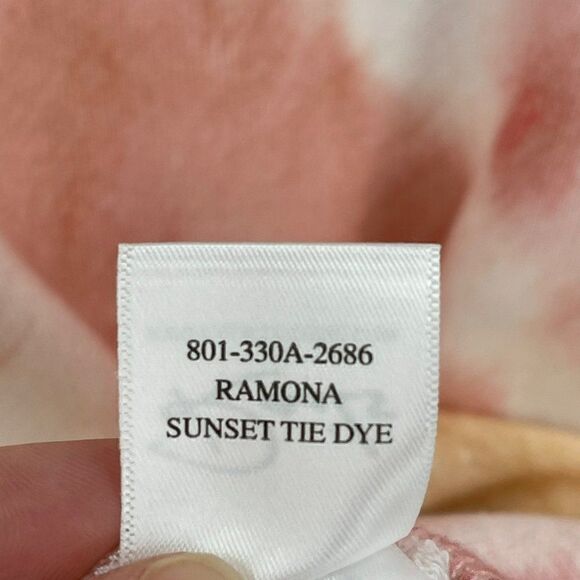 801-330A-2686
RAMONA
SUNSET TIE DYE